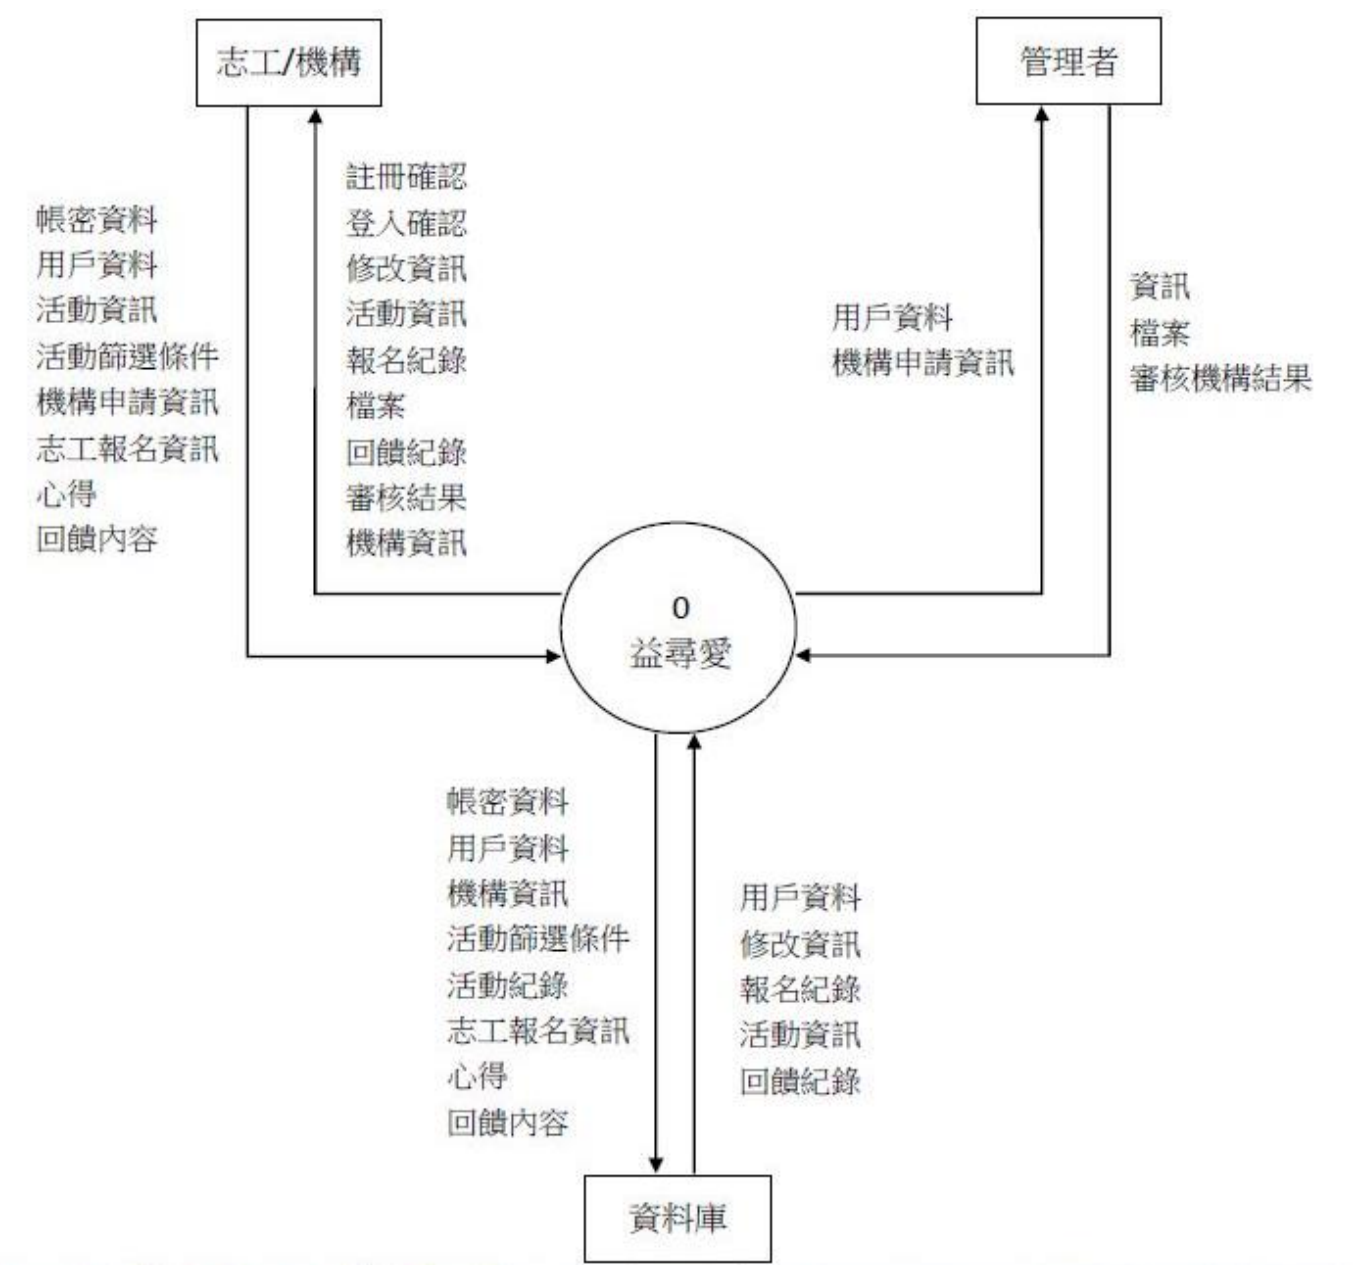 志工/機構
管理者
帳密資料
用戶資料
活動資訊
活動篩選條件
機構申請資訊
志工報名資訊
心得
回饋內容
註冊確認
登入確認
修改資訊
活動資訊
報名紀錄
檔案
回饋紀錄
審核結果
機構資訊
用戶資料
機構申請資訊
資訊
檔案
審核機構結果
0
益尋愛
帳密資料
用戶資料
機構資訊
活動篩選條件
活動紀錄
志工報名資訊
心得
回饋內容
用戶資料
修改資訊
報名紀錄
活動資訊
回饋紀錄
資料庫